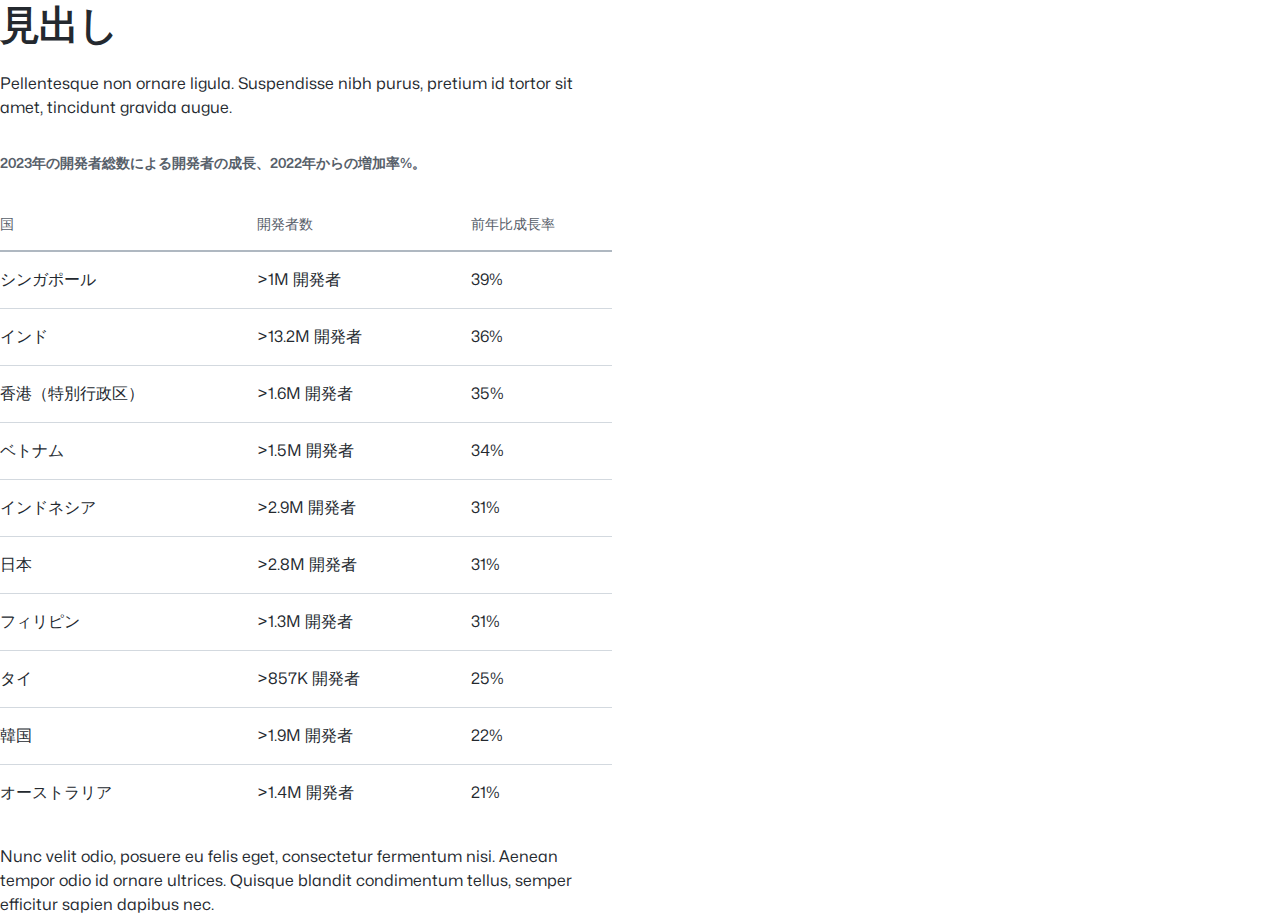 見出し
Pellentesque non ornare ligula. Suspendisse nibh purus, pretium id tortor sit
amet, tincidunt gravida augue.
2023年の開発者総数による開発者の成長、2022年からの増加率%。
国 開発者数 前年比成長率
シンガポール >1M 開発者 39%
インド >13.2M 開発者 36%
香港（特別行政区） >1.6M 開発者 35%
ベトナム >1.5M 開発者 34%
インドネシア >2.9M 開発者 31%
日本 >2.8M 開発者 31%
フィリピン >1.3M 開発者 31%
タイ >857K 開発者 25%
韓国 >1.9M 開発者 22%
オーストラリア >1.4M 開発者 21%
Nunc velit odio, posuere eu felis eget, consectetur fermentum nisi. Aenean
tempor odio id ornare ultrices. Quisque blandit condimentum tellus, semper
efficitur sapien dapibus nec.